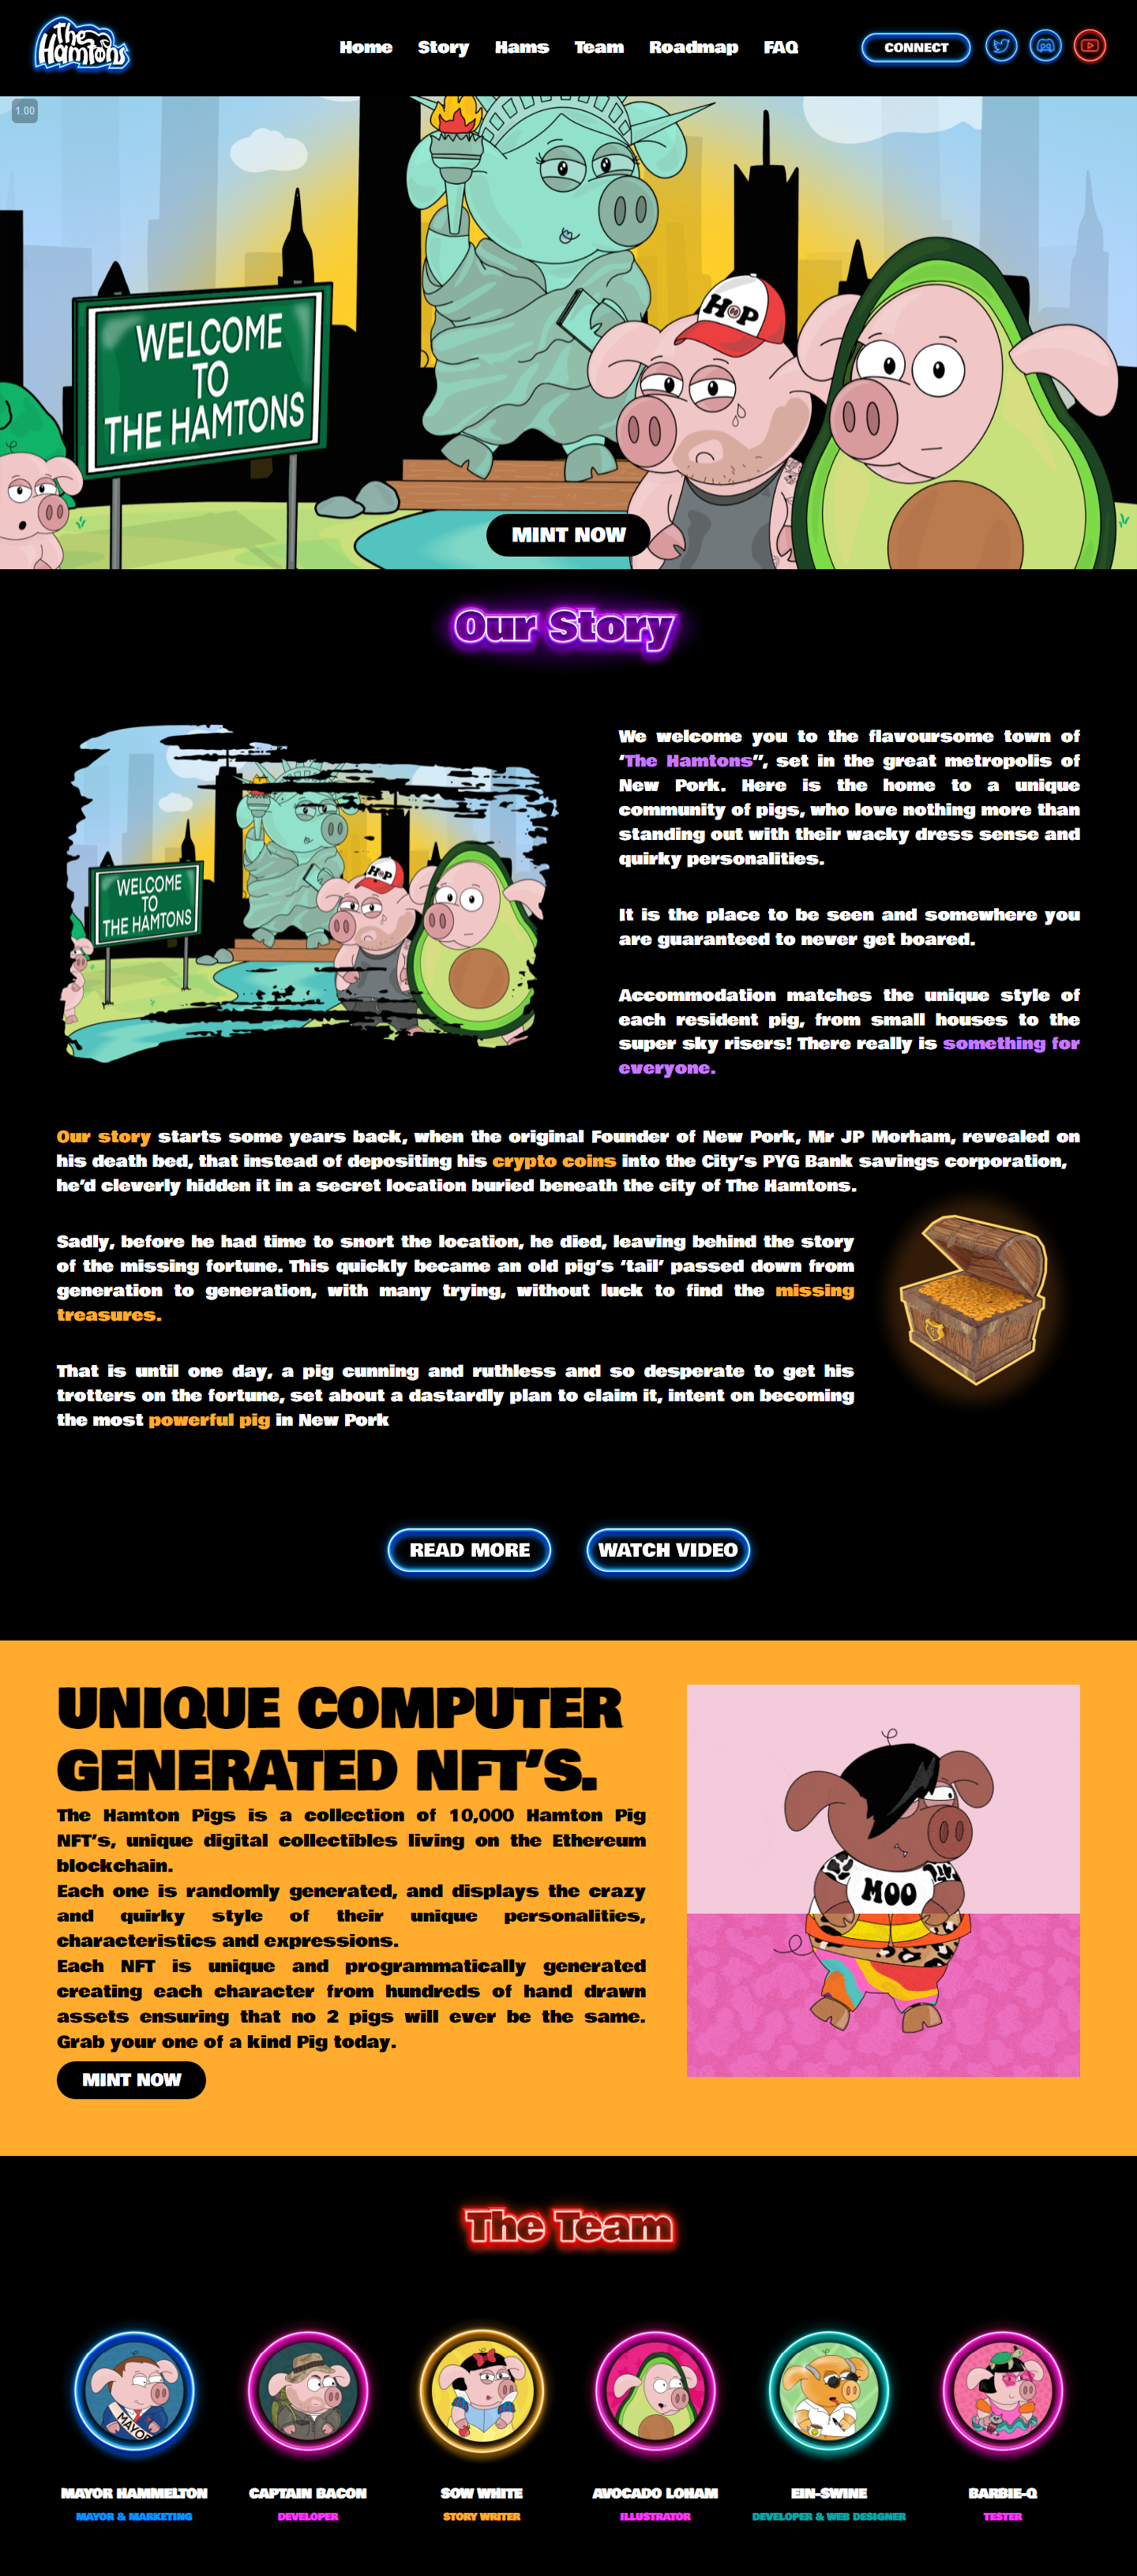 The Hamtons
Home Story Hams Team Roadmap FAQ CONNECT
1.00
WELCOME
TO
THE HAMTONS
HOP
MINT NOW
Our Story
WELCOME
TO
THE HAMTONS
HOP
We welcome you to the flavoursome town of
‘The Hamtons”, set in the great metropolis of
New Pork. Here is the home to a unique
community of pigs, who love nothing more than
standing out with their wacky dress sense and
quirky personalities.
It is the place to be seen and somewhere you
are guaranteed to never get boared.
Accommodation matches the unique style of
each resident pig, from small houses to the
super sky risers! There really is something for
everyone.
Our story starts some years back, when the original Founder of New Pork, Mr JP Morham, revealed on
his death bed, that instead of depositing his crypto coins into the City’s PYG Bank savings corporation,
he’d cleverly hidden it in a secret location buried beneath the city of The Hamtons.
Sadly, before he had time to snort the location, he died, leaving behind the story
of the missing fortune. This quickly became an old pig’s ‘tail’ passed down from
generation to generation, with many trying, without luck to find the missing
treasures.
That is until one day, a pig cunning and ruthless and so desperate to get his
trotters on the fortune, set about a dastardly plan to claim it, intent on becoming
the most powerful pig in New Pork
READ MORE WATCH VIDEO
UNIQUE COMPUTER
GENERATED NFT’S.
The Hamton Pigs is a collection of 10,000 Hamton Pig
NFT’s, unique digital collectibles living on the Ethereum
blockchain.
Each one is randomly generated, and displays the crazy
and quirky style of their unique personalities,
characteristics and expressions.
Each NFT is unique and programmatically generated
creating each character from hundreds of hand drawn
assets ensuring that no 2 pigs will ever be the same.
Grab your one of a kind Pig today.
MINT NOW
MOO
The Team
MAYOR
MAYOR HAMMELTON CAPTAIN BACON SOW WHITE AVOCADO LOHAM EIN-SWINE BARBIE-Q
MAYOR & MARKETING DEVELOPER STORY WRITER ILLUSTRATOR DEVELOPER & WEB DESIGNER TESTER